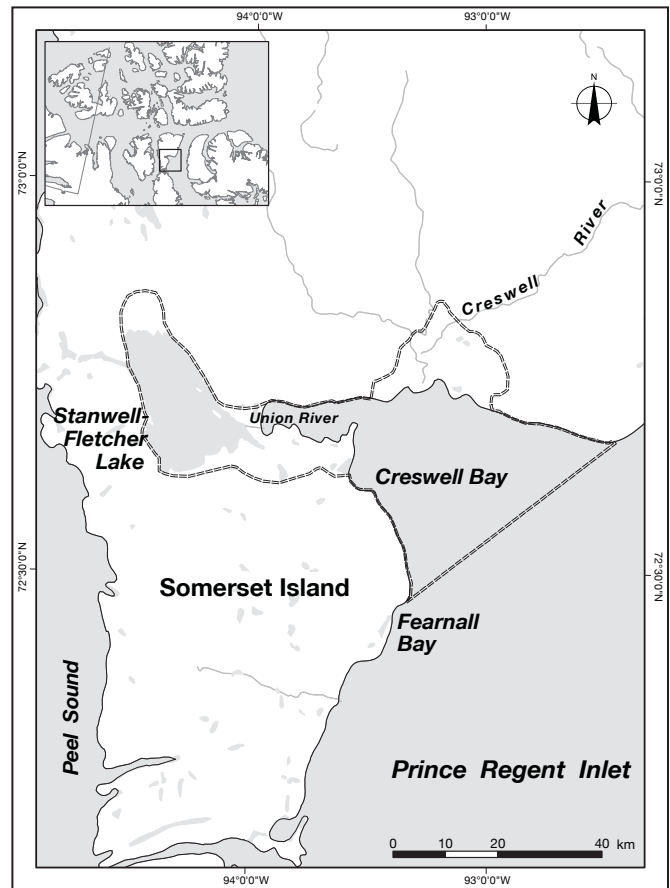 94°0'0"W 93°0'0"W
N
73°0'0"N
73°0'0"N
Creswell River
Union River
Stanwell-
Fletcher
Lake
Creswell Bay
72°30'0"N
72°30'0"N
Somerset Island
Fearnall
Bay
Peel Sound
Prince Regent Inlet
0 10 20 40 km
94°0'0"W 93°0'0"W